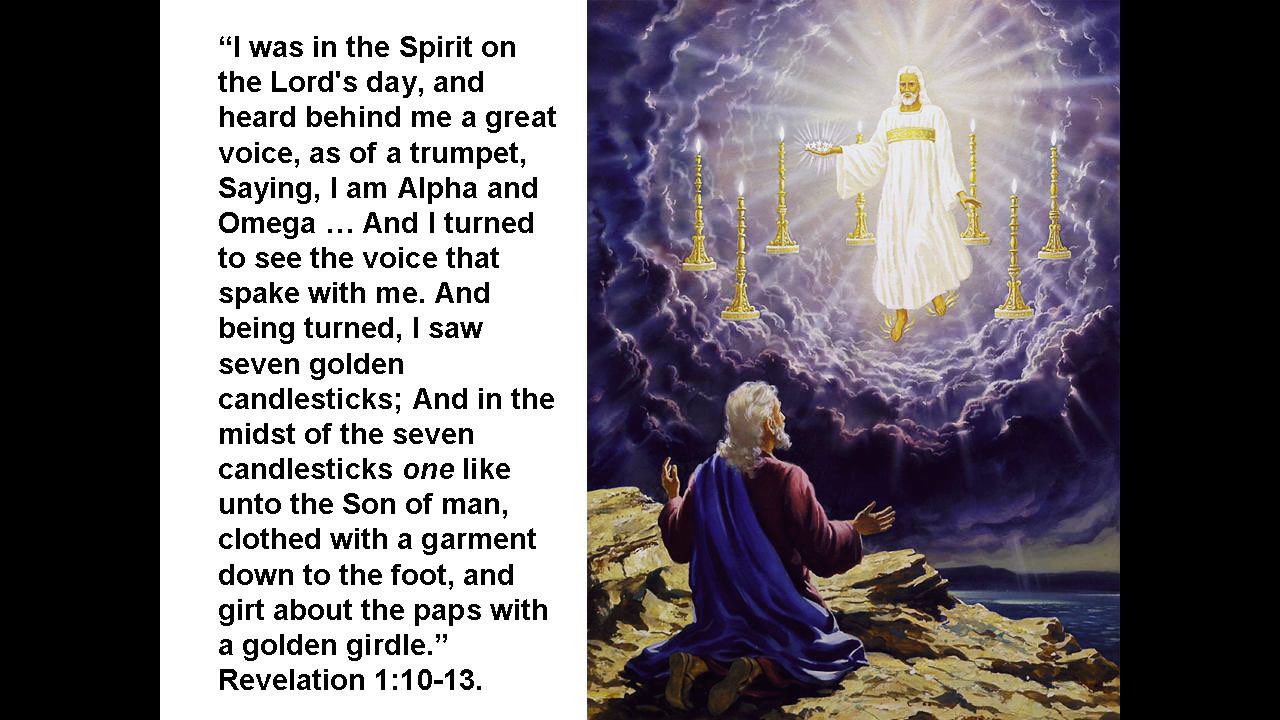 “I was in the Spirit on
the Lord's day, and
heard behind me a great
voice, as of a trumpet,
Saying, I am Alpha and
Omega … And I turned
to see the voice that
spake with me. And
being turned, I saw
seven golden
candlesticks; And in the
midst of the seven
candlesticks one like
unto the Son of man,
clothed with a garment
down to the foot, and
girt about the paps with
a golden girdle.”
Revelation 1:10-13.